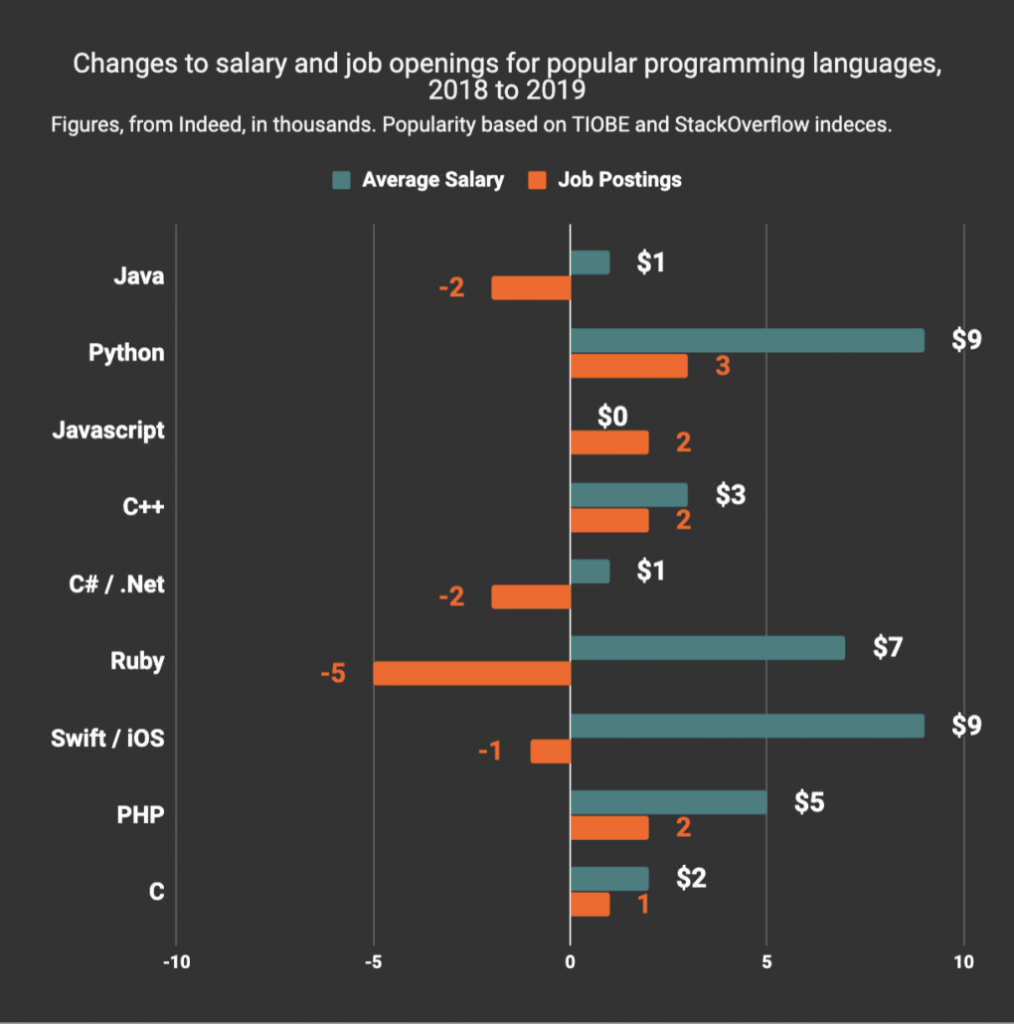 Changes to salary and job openings for popular programming languages,
2018 to 2019
Figures, from Indeed, in thousands. Popularity based on TIOBE and StackOverflow indeces.
Average Salary Job Postings
Java $1
-2
Python $9
3
Javascript $0
2
C++ $3
2
C# / .Net $1
-2
Ruby $7
-5
Swift / iOS $9
-1
PHP $5
2
C $2
1
-10 -5 0 5 10